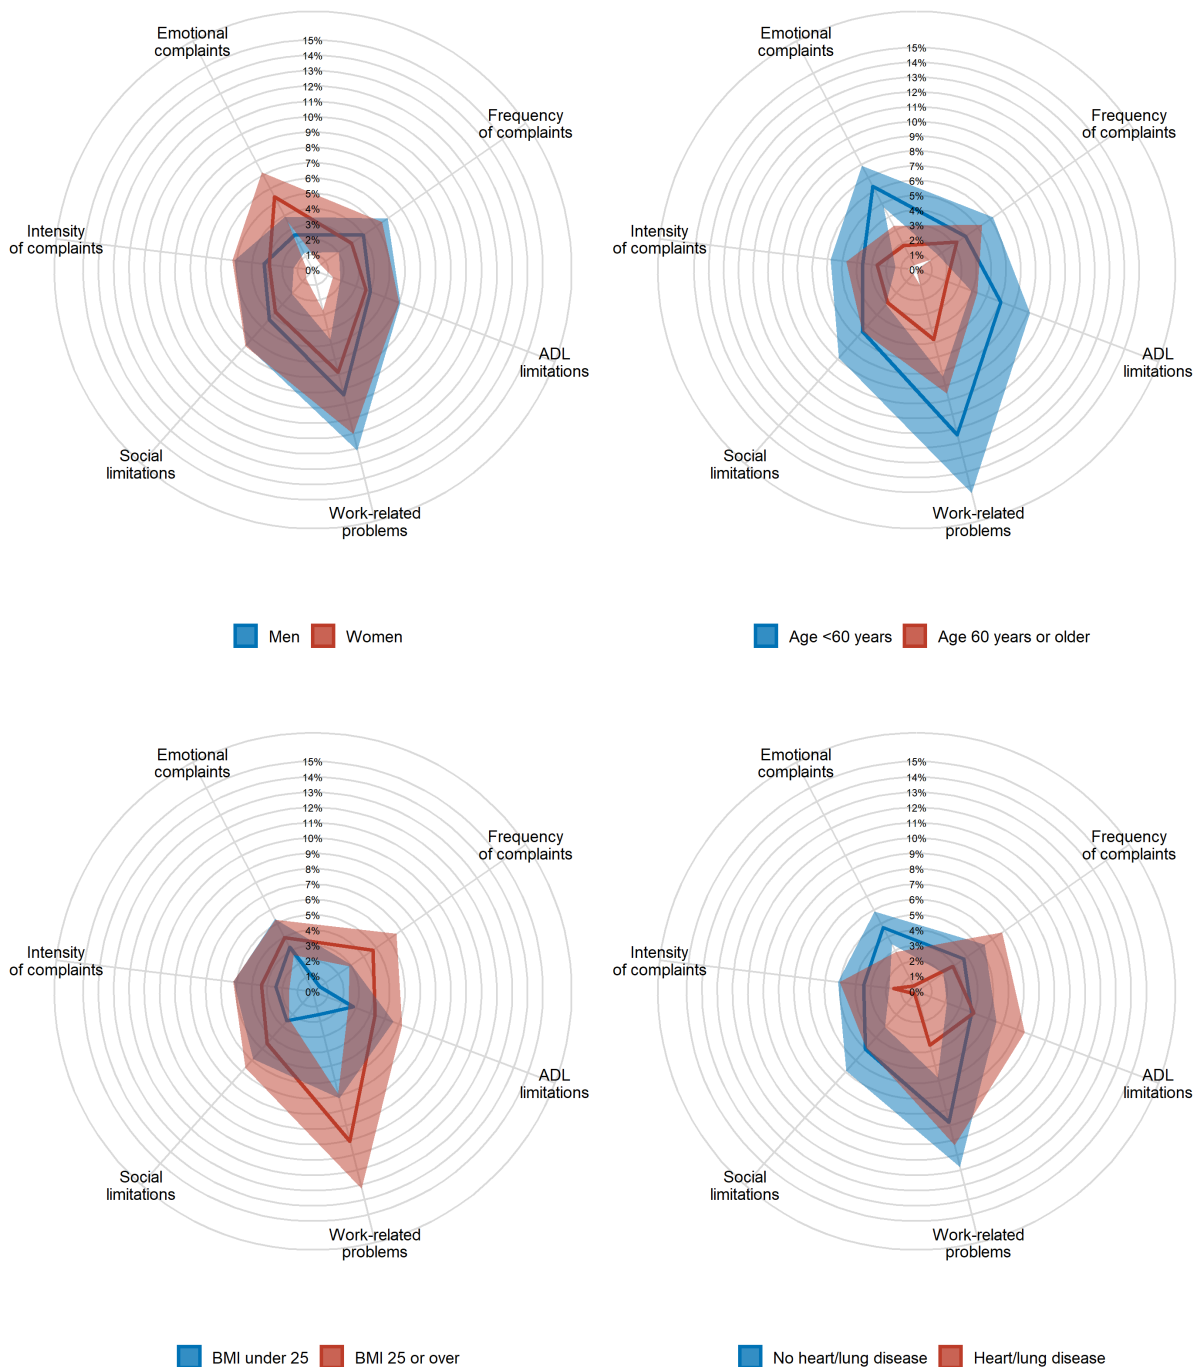 Emotional
complaints
15%
14%
13%
12%
11%
10%
9%
8%
7%
6%
5%
4%
3%
2%
1%
0%
Frequency
of complaints
Intensity
of complaints
ADL
limitations
Social
limitations
Work-related
problems
Men
Women
Emotional
complaints
15%
14%
13%
12%
11%
10%
9%
8%
7%
6%
5%
4%
3%
2%
1%
0%
Frequency
of complaints
Intensity
of complaints
ADL
limitations
Social
limitations
Work-related
problems
Age <60 years
Age 60 years or older
Emotional
complaints
15%
14%
13%
12%
11%
10%
9%
8%
7%
6%
5%
4%
3%
2%
1%
0%
Frequency
of complaints
Intensity
of complaints
ADL
limitations
Social
limitations
Work-related
problems
BMI under 25
BMI 25 or over
Emotional
complaints
15%
14%
13%
12%
11%
10%
9%
8%
7%
6%
5%
4%
3%
2%
1%
0%
Frequency
of complaints
Intensity
of complaints
ADL
limitations
Social
limitations
Work-related
problems
No heart/lung disease
Heart/lung disease